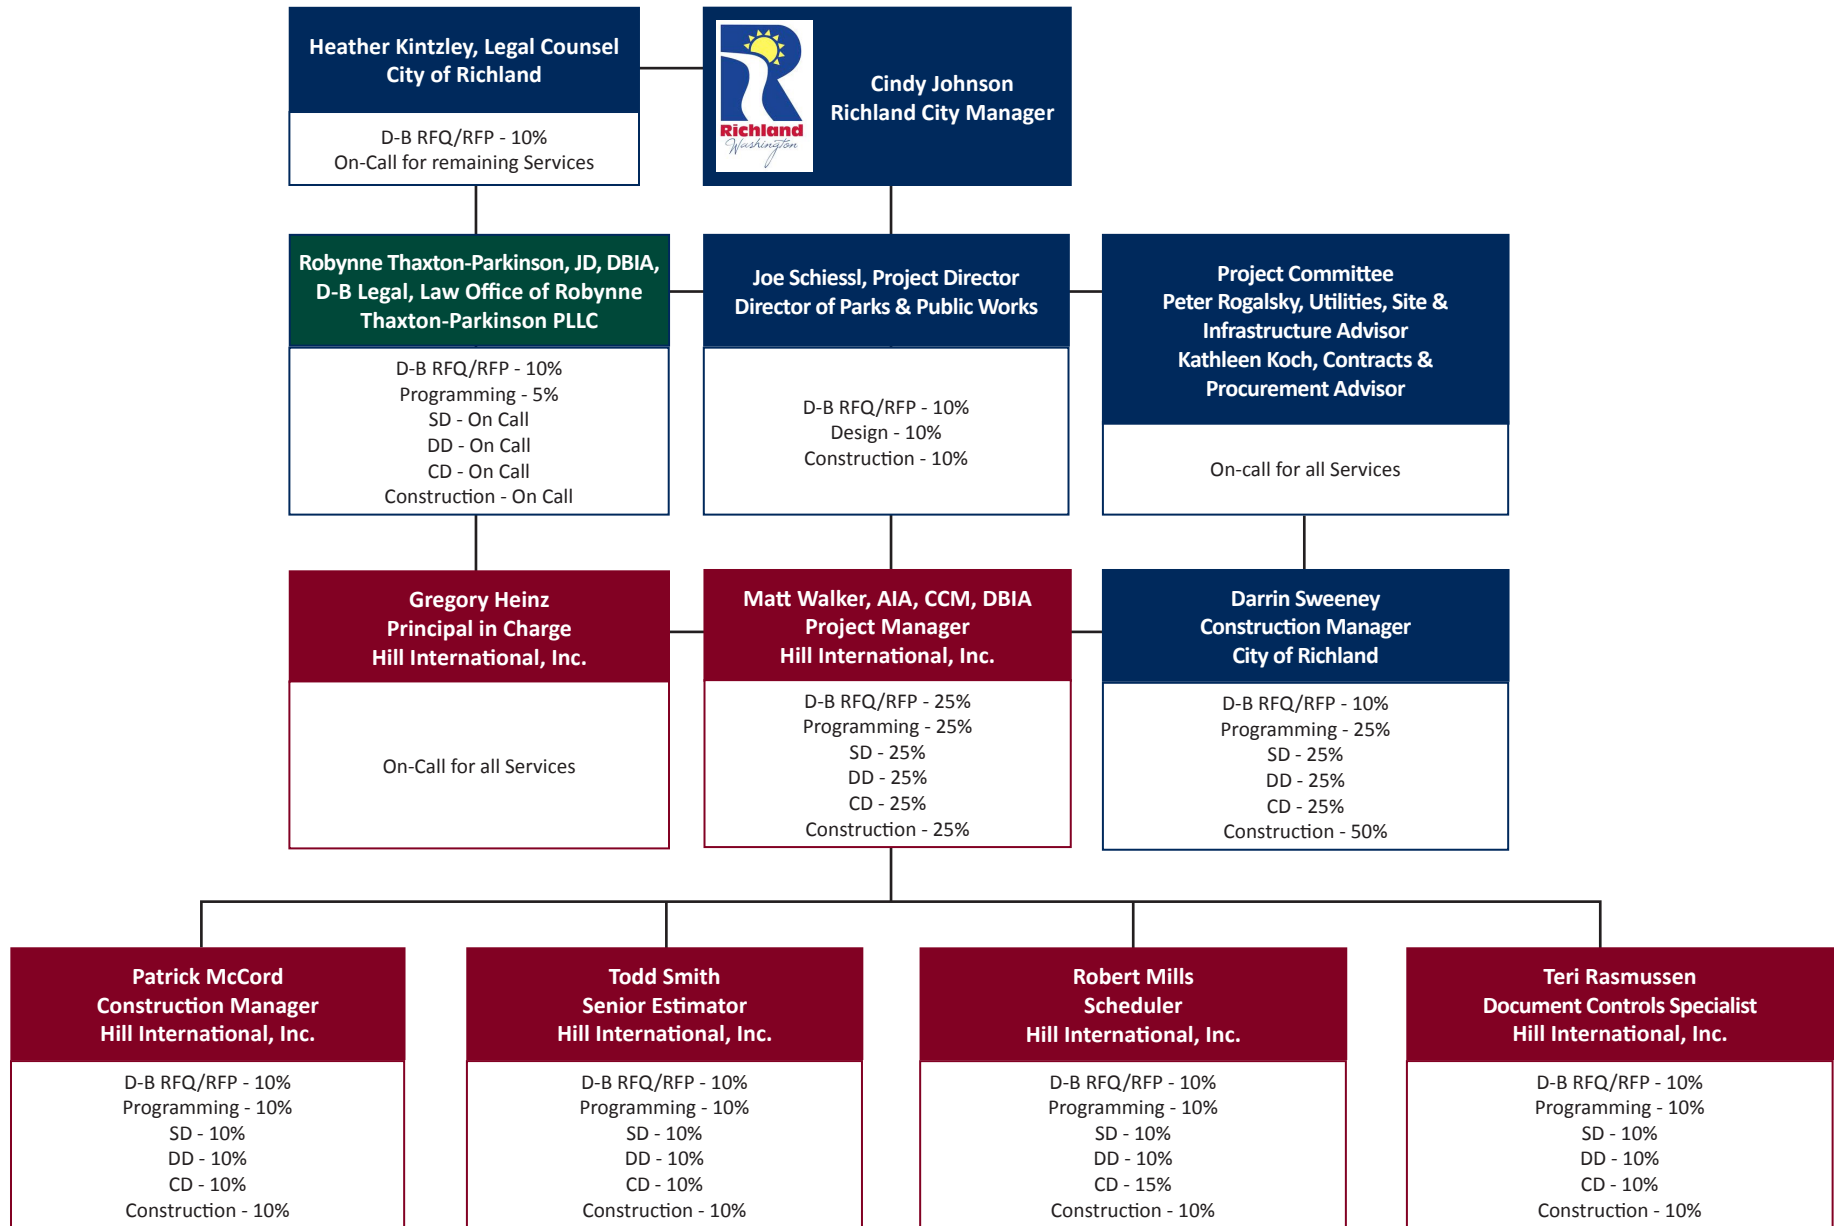 Heather Kintzley, Legal Counsel
City of Richland
D-B RFQ/RFP - 10%
On-Call for remaining Services
Richland
Washington
Cindy Johnson
Richland City Manager
Robynne Thaxton-Parkinson, JD, DBIA,
D-B Legal, Law Office of Robynne
Thaxton-Parkinson PLLC
D-B RFQ/RFP - 10%
Programming - 5%
SD - On Call
DD - On Call
CD - On Call
Construction - On Call
Joe Schiessl, Project Director
Director of Parks & Public Works
D-B RFQ/RFP - 10%
Design - 10%
Construction - 10%
Project Committee
Peter Rogalsky, Utilities, Site &
Infrastructure Advisor
Kathleen Koch, Contracts &
Procurement Advisor
On-call for all Services
Gregory Heinz
Principal in Charge
Hill International, Inc.
On-Call for all Services
Matt Walker, AIA, CCM, DBIA
Project Manager
Hill International, Inc.
D-B RFQ/RFP - 25%
Programming - 25%
SD - 25%
DD - 25%
CD - 25%
Construction - 25%
Darrin Sweeney
Construction Manager
City of Richland
D-B RFQ/RFP - 10%
Programming - 25%
SD - 25%
DD - 25%
CD - 25%
Construction - 50%
Patrick McCord
Construction Manager
Hill International, Inc.
D-B RFQ/RFP - 10%
Programming - 10%
SD - 10%
DD - 10%
CD - 10%
Construction - 10%
Todd Smith
Senior Estimator
Hill International, Inc.
D-B RFQ/RFP - 10%
Programming - 10%
SD - 10%
DD - 10%
CD - 10%
Construction - 10%
Robert Mills
Scheduler
Hill International, Inc.
D-B RFQ/RFP - 10%
Programming - 10%
SD - 10%
DD - 10%
CD - 15%
Construction - 10%
Teri Rasmussen
Document Controls Specialist
Hill International, Inc.
D-B RFQ/RFP - 10%
Programming - 10%
SD - 10%
DD - 10%
CD - 10%
Construction - 10%